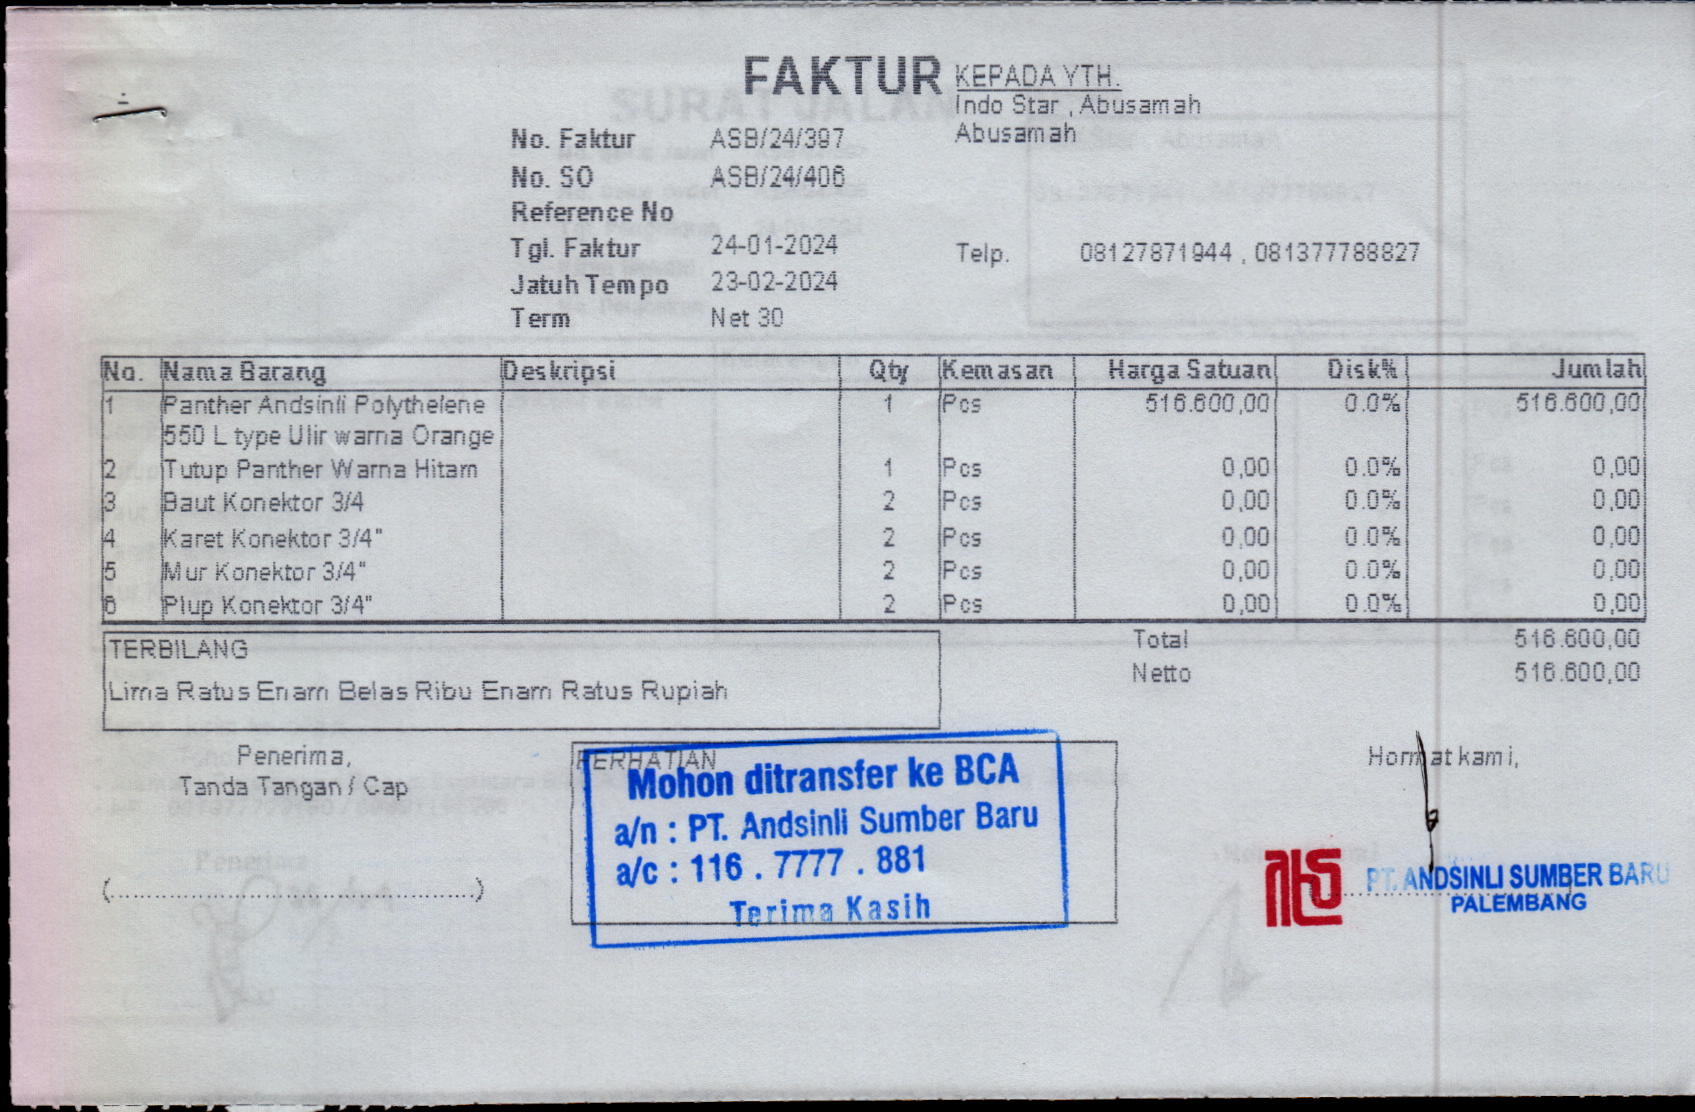 FAKTUR
KEPADA YTH.
Indo Star , Abusamah
Abusamah
No. Faktur ASB/24/397
No. SO ASB/24/406
Reference No
Tgl. Faktur 24-01-2024
Telp. 08127871944 , 081377788827
Jatuh Tempo 23-02-2024
Term Net 30
No. Nama Barang Deskripsi Qty Kemasan Harga Satuan Disk% Jumlah
1 Panther Andsinli Polythelene 1 Pcs 516.600,00 0.0% 516.600,00
550 L type Ulir warna Orange
2 Tutup Panther Warna Hitam 1 Pcs 0,00 0.0% 0,00
3 Baut Konektor 3/4 2 Pcs 0,00 0.0% 0,00
4 Karet Konektor 3/4" 2 Pcs 0,00 0.0% 0,00
5 Mur Konektor 3/4" 2 Pcs 0,00 0.0% 0,00
6 Plup Konektor 3/4" 2 Pcs 0,00 0.0% 0,00
Total 516.600,00
Netto 516.600,00
TERBILANG
Lima Ratus Enam Belas Ribu Enam Ratus Rupiah
Penerima,
Tanda Tangan / Cap
(..........................................)
PERHATIAN
Mohon ditransfer ke BCA
a/n : PT. Andsinli Sumber Baru
a/c : 116 . 7777 . 881
Terima Kasih
Hormat kami,
PT. ANDSINLI SUMBER BARU
PALEMBANG
SURAT JALAN